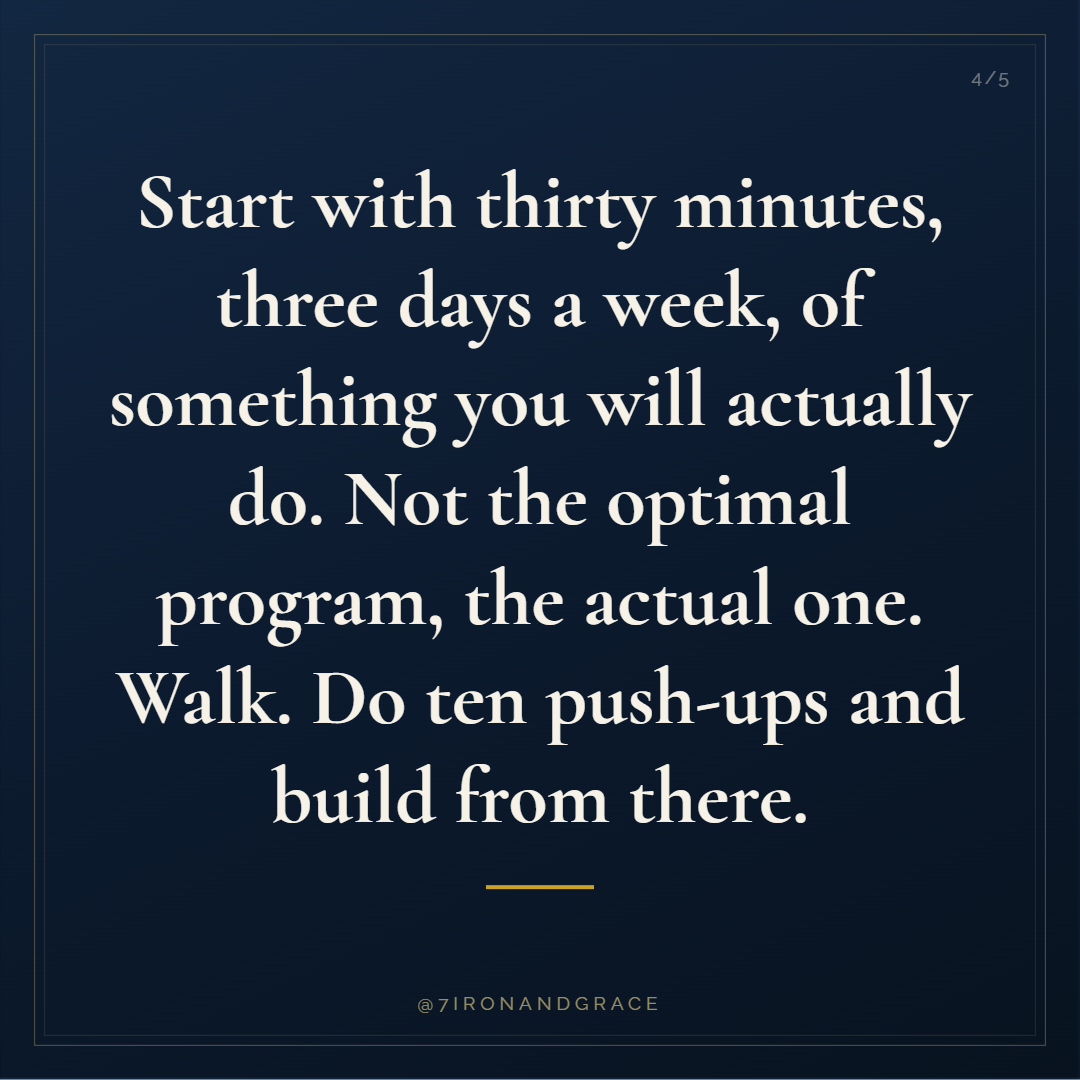 4/5
Start with thirty minutes,
three days a week, of
something you will actually
do. Not the optimal
program, the actual one.
Walk. Do ten push-ups and
build from there.
@7IRONANDGRACE